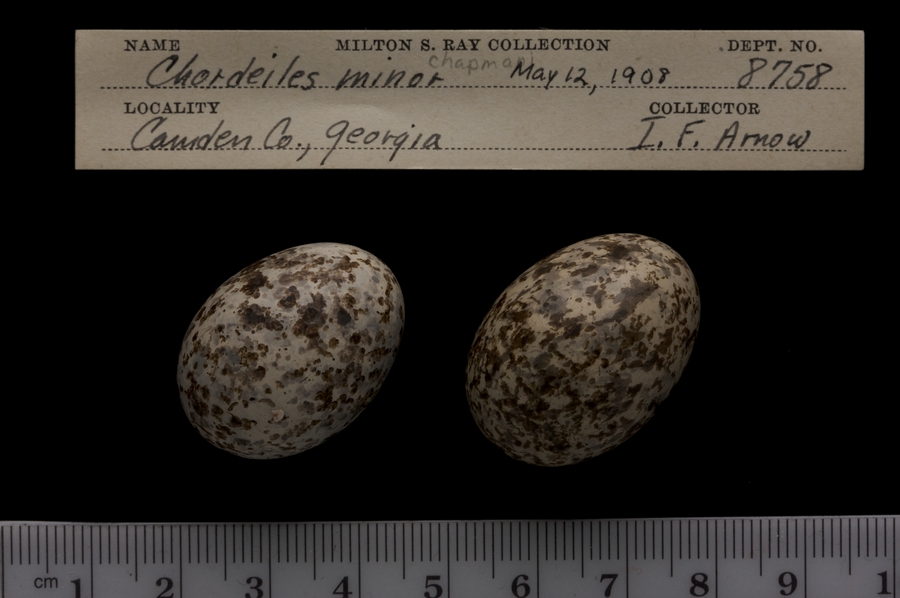 NAME MILTON S. RAY COLLECTION DEPT. NO.
chapmani
Chordeiles minor May 12, 1908 8758
LOCALITY COLLECTOR
Camden Co., Georgia I. F. Arnow
cm 1 2 3 4 5 6 7 8 9 1